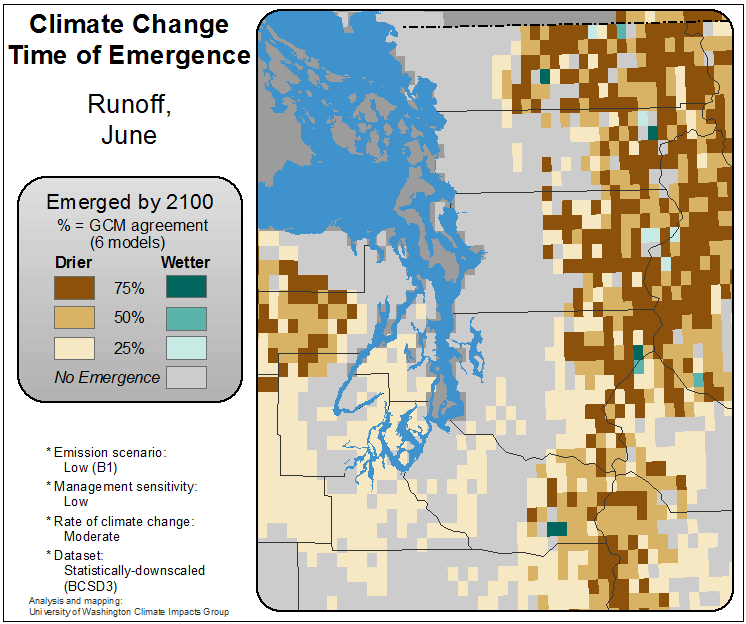 Climate Change
Time of Emergence
Runoff,
June
Emerged by 2100
% = GCM agreement
(6 models)
Drier Wetter
75%
50%
25%
No Emergence
* Emission scenario:
Low (B1)
* Management sensitivity:
Low
* Rate of climate change:
Moderate
* Dataset:
Statistically-downscaled
(BCSD3)
Analysis and mapping:
University of Washington Climate Impacts Group